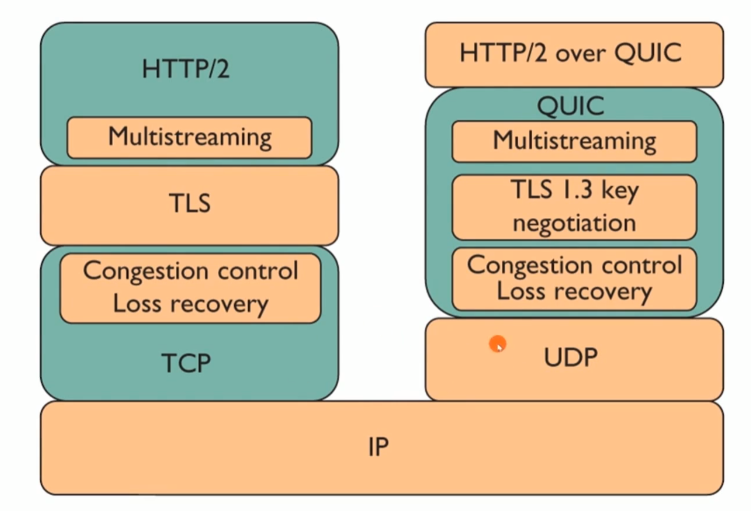 HTTP/2
Multistreaming
TLS
Congestion control
Loss recovery
TCP
HTTP/2 over QUIC
QUIC
Multistreaming
TLS 1.3 key
negotiation
Congestion control
Loss recovery
UDP
IP